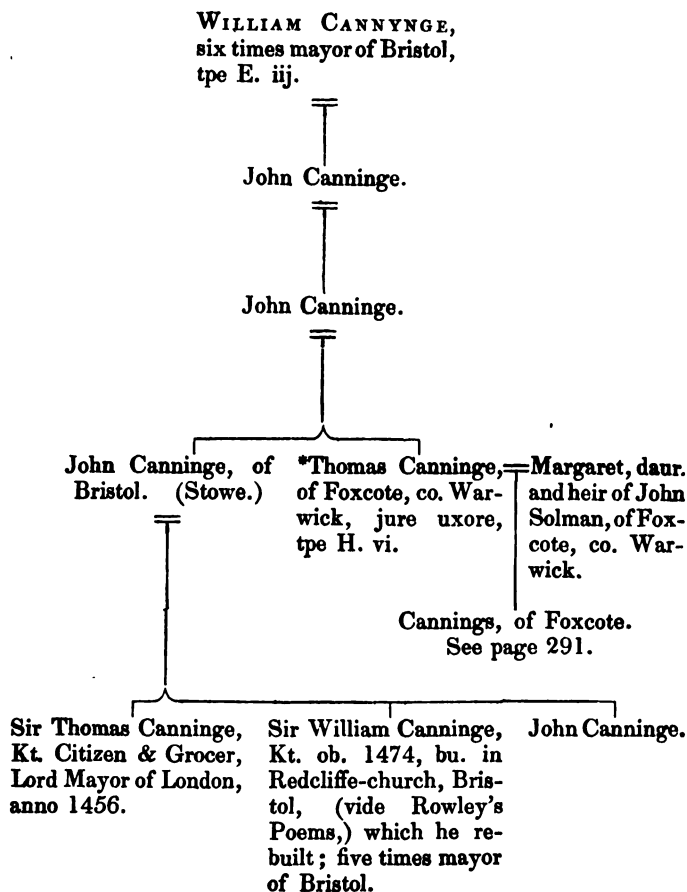 WILLIAM CANNYNGE,
six times mayor of Bristol,
tpe E. iij.
John Canninge.
John Canninge.
John Canninge, of
Bristol. (Stowe.)
*Thomas Canninge,
of Foxcote, co. War-
wick, jure uxore,
tpe H. vi.
Margaret, daur.
and heir of John
Solman, of Fox-
cote, co. War-
wick.
Cannings, of Foxcote.
See page 291.
Sir Thomas Canninge,
Kt. Citizen & Grocer,
Lord Mayor of London,
anno 1456.
Sir William Canninge,
Kt. ob. 1474, bu. in
Redcliffe-church, Bris-
tol, (vide Rowley's
Poems,) which he re-
built; five times mayor
of Bristol.
John Canninge.